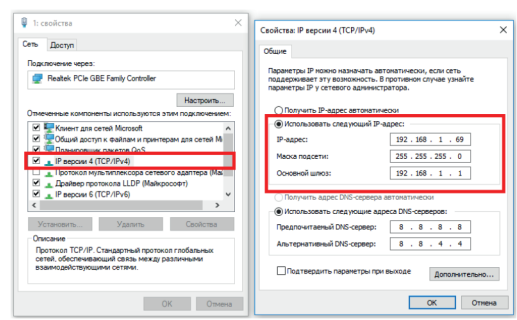 1: свойства
Сеть Доступ
Подключение через:
Realtek PCIe GBE Family Controller
Настроить...
Отмеченные компоненты используются этим подключением:
Клиент для сетей Microsoft
Общий доступ к файлам и принтерам для сетей Mi
Планировщик пакетов QoS
IP версии 4 (TCP/IPv4)
Протокол мультиплексора сетевого адаптера (Май
Драйвер протокола LLDP (Майкрософт)
IP версии 6 (TCP/IPv6)
Установить... Удалить Свойства
Описание
Протокол TCP/IP. Стандартный протокол глобальных
сетей, обеспечивающий связь между различными
взаимодействующими сетями.
ОК Отмена
Свойства: IP версии 4 (TCP/IPv4)
Общие
Параметры IP можно назначать автоматически, если сеть
поддерживает эту возможность. В противном случае узнайте
параметры IP у сетевого администратора.
Получить IP-адрес автоматически
Использовать следующий IP-адрес:
IP-адрес: 192 . 168 . 1 . 69
Маска подсети: 255 . 255 . 255 . 0
Основной шлюз: 192 . 168 . 1 . 1
Получить адрес DNS-сервера автоматически
Использовать следующие адреса DNS-серверов:
Предпочитаемый DNS-сервер: 8 . 8 . 8 . 8
Альтернативный DNS-сервер: 8 . 8 . 4 . 4
Подтвердить параметры при выходе
Дополнительно...
ОК Отмена